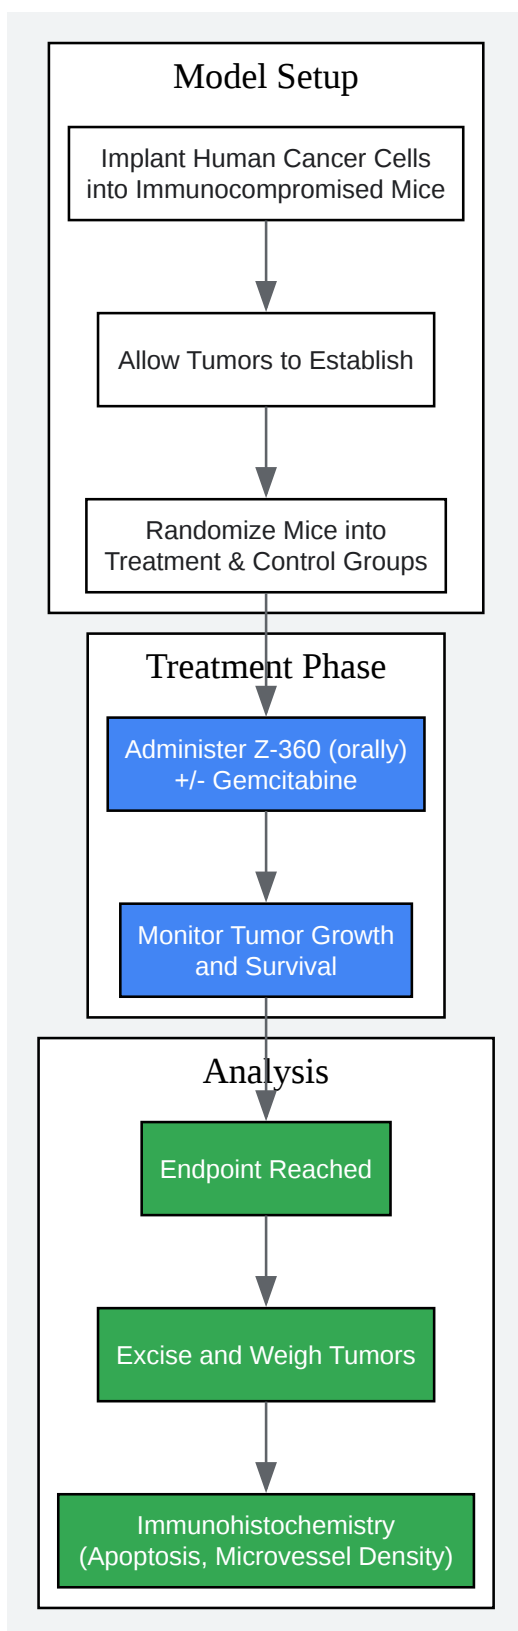 Model Setup
Implant Human Cancer Cells
into Immunocompromised Mice
Allow Tumors to Establish
Randomize Mice into
Treatment & Control Groups
Treatment Phase
Administer Z-360 (orally)
+/- Gemcitabine
Monitor Tumor Growth
and Survival
Analysis
Endpoint Reached
Excise and Weigh Tumors
Immunohistochemistry
(Apoptosis, Microvessel Density)